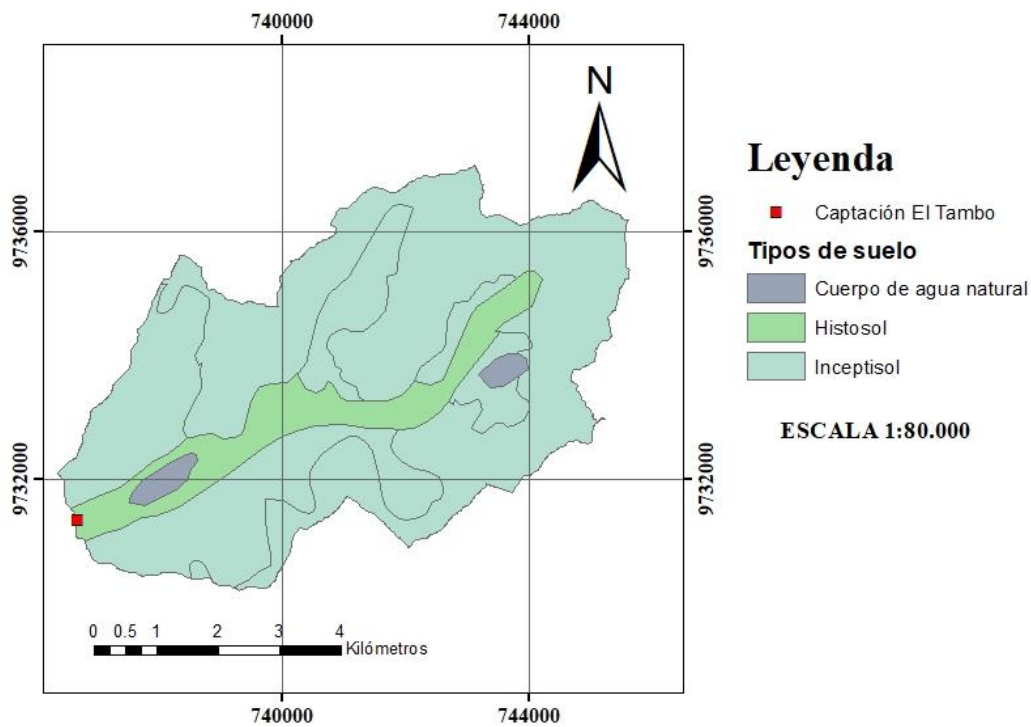 740000
744000
N
9736000
9736000
9732000
9732000
0 0.5 1 2 3 4
Kilómetros
740000
744000
Leyenda
Captación El Tambo
Tipos de suelo
Cuerpo de agua natural
Histosol
Inceptisol
ESCALA 1:80.000